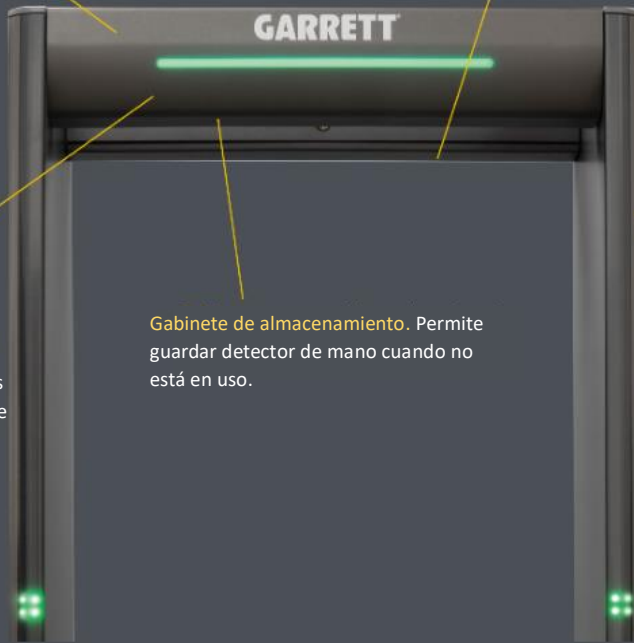 GARRETT
Gabinete de almacenamiento. Permite
guardar detector de mano cuando no
está en uso.
s
e